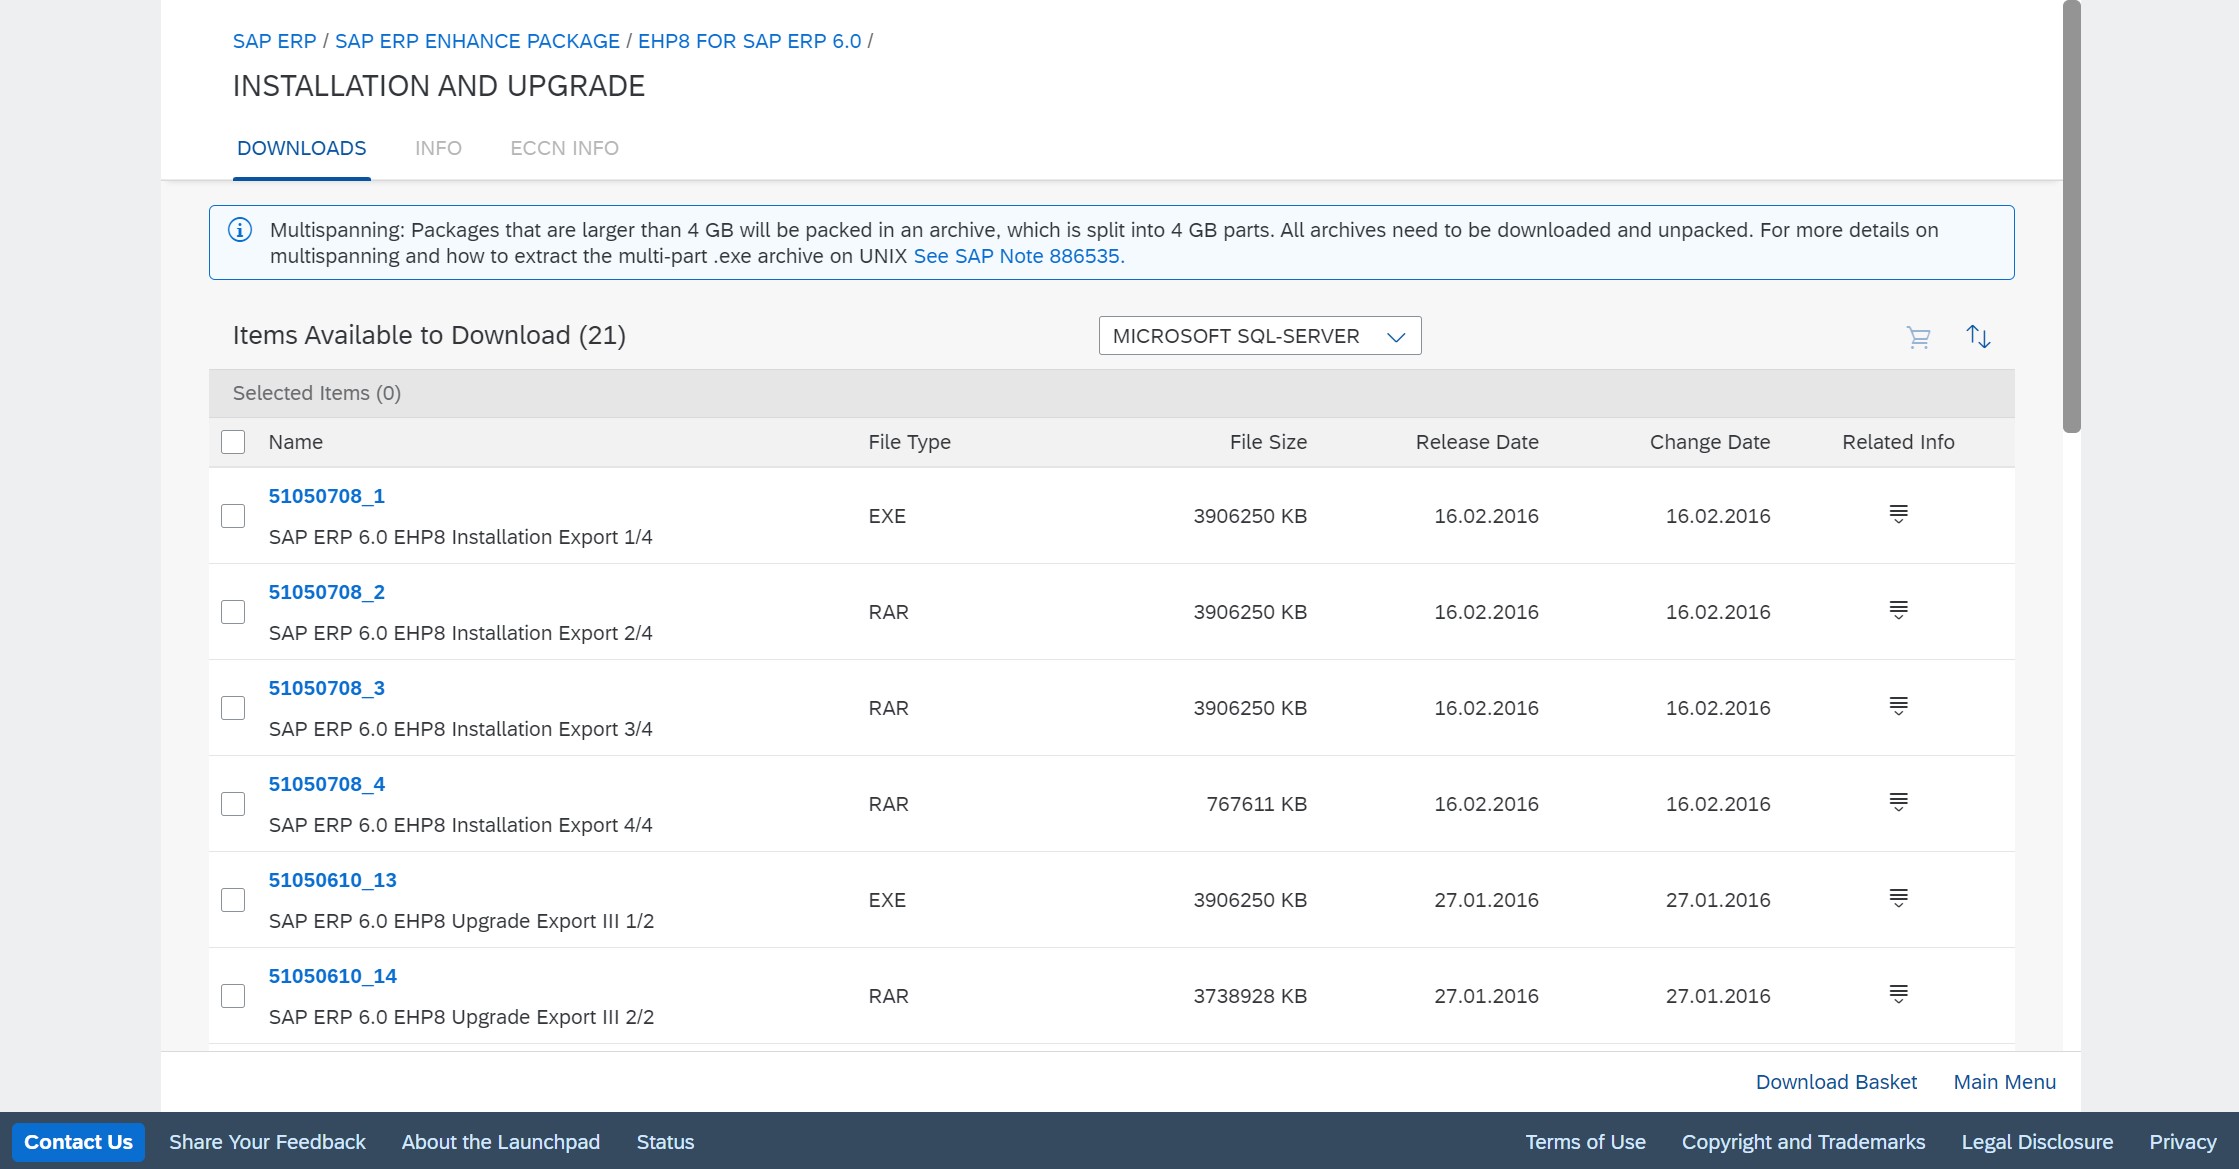 SAP ERP / SAP ERP ENHANCE PACKAGE / EHP8 FOR SAP ERP 6.0 /
INSTALLATION AND UPGRADE
DOWNLOADS INFO ECCN INFO
Multispanning: Packages that are larger than 4 GB will be packed in an archive, which is split into 4 GB parts. All archives need to be downloaded and unpacked. For more details on
multispanning and how to extract the multi-part .exe archive on UNIX See SAP Note 886535.
Items Available to Download (21) MICROSOFT SQL-SERVER
Selected Items (0)
Name File Type File Size Release Date Change Date Related Info
51050708_1
SAP ERP 6.0 EHP8 Installation Export 1/4 EXE 3906250 KB 16.02.2016 16.02.2016
51050708_2
SAP ERP 6.0 EHP8 Installation Export 2/4 RAR 3906250 KB 16.02.2016 16.02.2016
51050708_3
SAP ERP 6.0 EHP8 Installation Export 3/4 RAR 3906250 KB 16.02.2016 16.02.2016
51050708_4
SAP ERP 6.0 EHP8 Installation Export 4/4 RAR 767611 KB 16.02.2016 16.02.2016
51050610_13
SAP ERP 6.0 EHP8 Upgrade Export III 1/2 EXE 3906250 KB 27.01.2016 27.01.2016
51050610_14
SAP ERP 6.0 EHP8 Upgrade Export III 2/2 RAR 3738928 KB 27.01.2016 27.01.2016
Download Basket Main Menu
Contact Us Share Your Feedback About the Launchpad Status Terms of Use Copyright and Trademarks Legal Disclosure Privacy